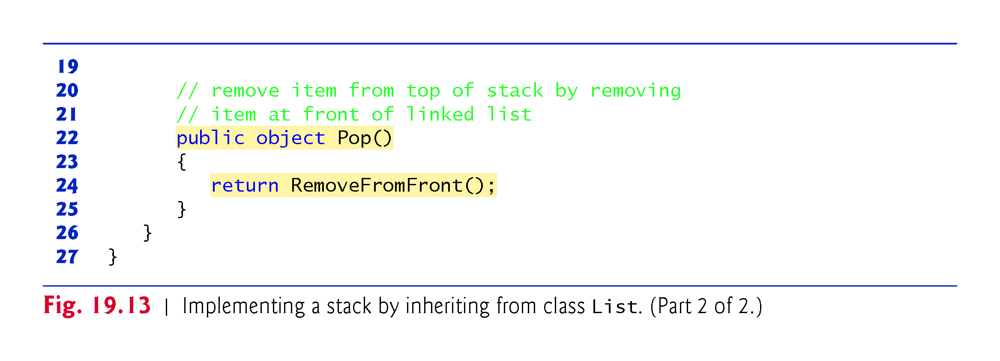 19
20 // remove item from top of stack by removing
21 // item at front of linked list
22 public object Pop()
23 {
24 return RemoveFromFront();
25 }
26 }
27 }
Fig. 19.13 | Implementing a stack by inheriting from class List. (Part 2 of 2.)